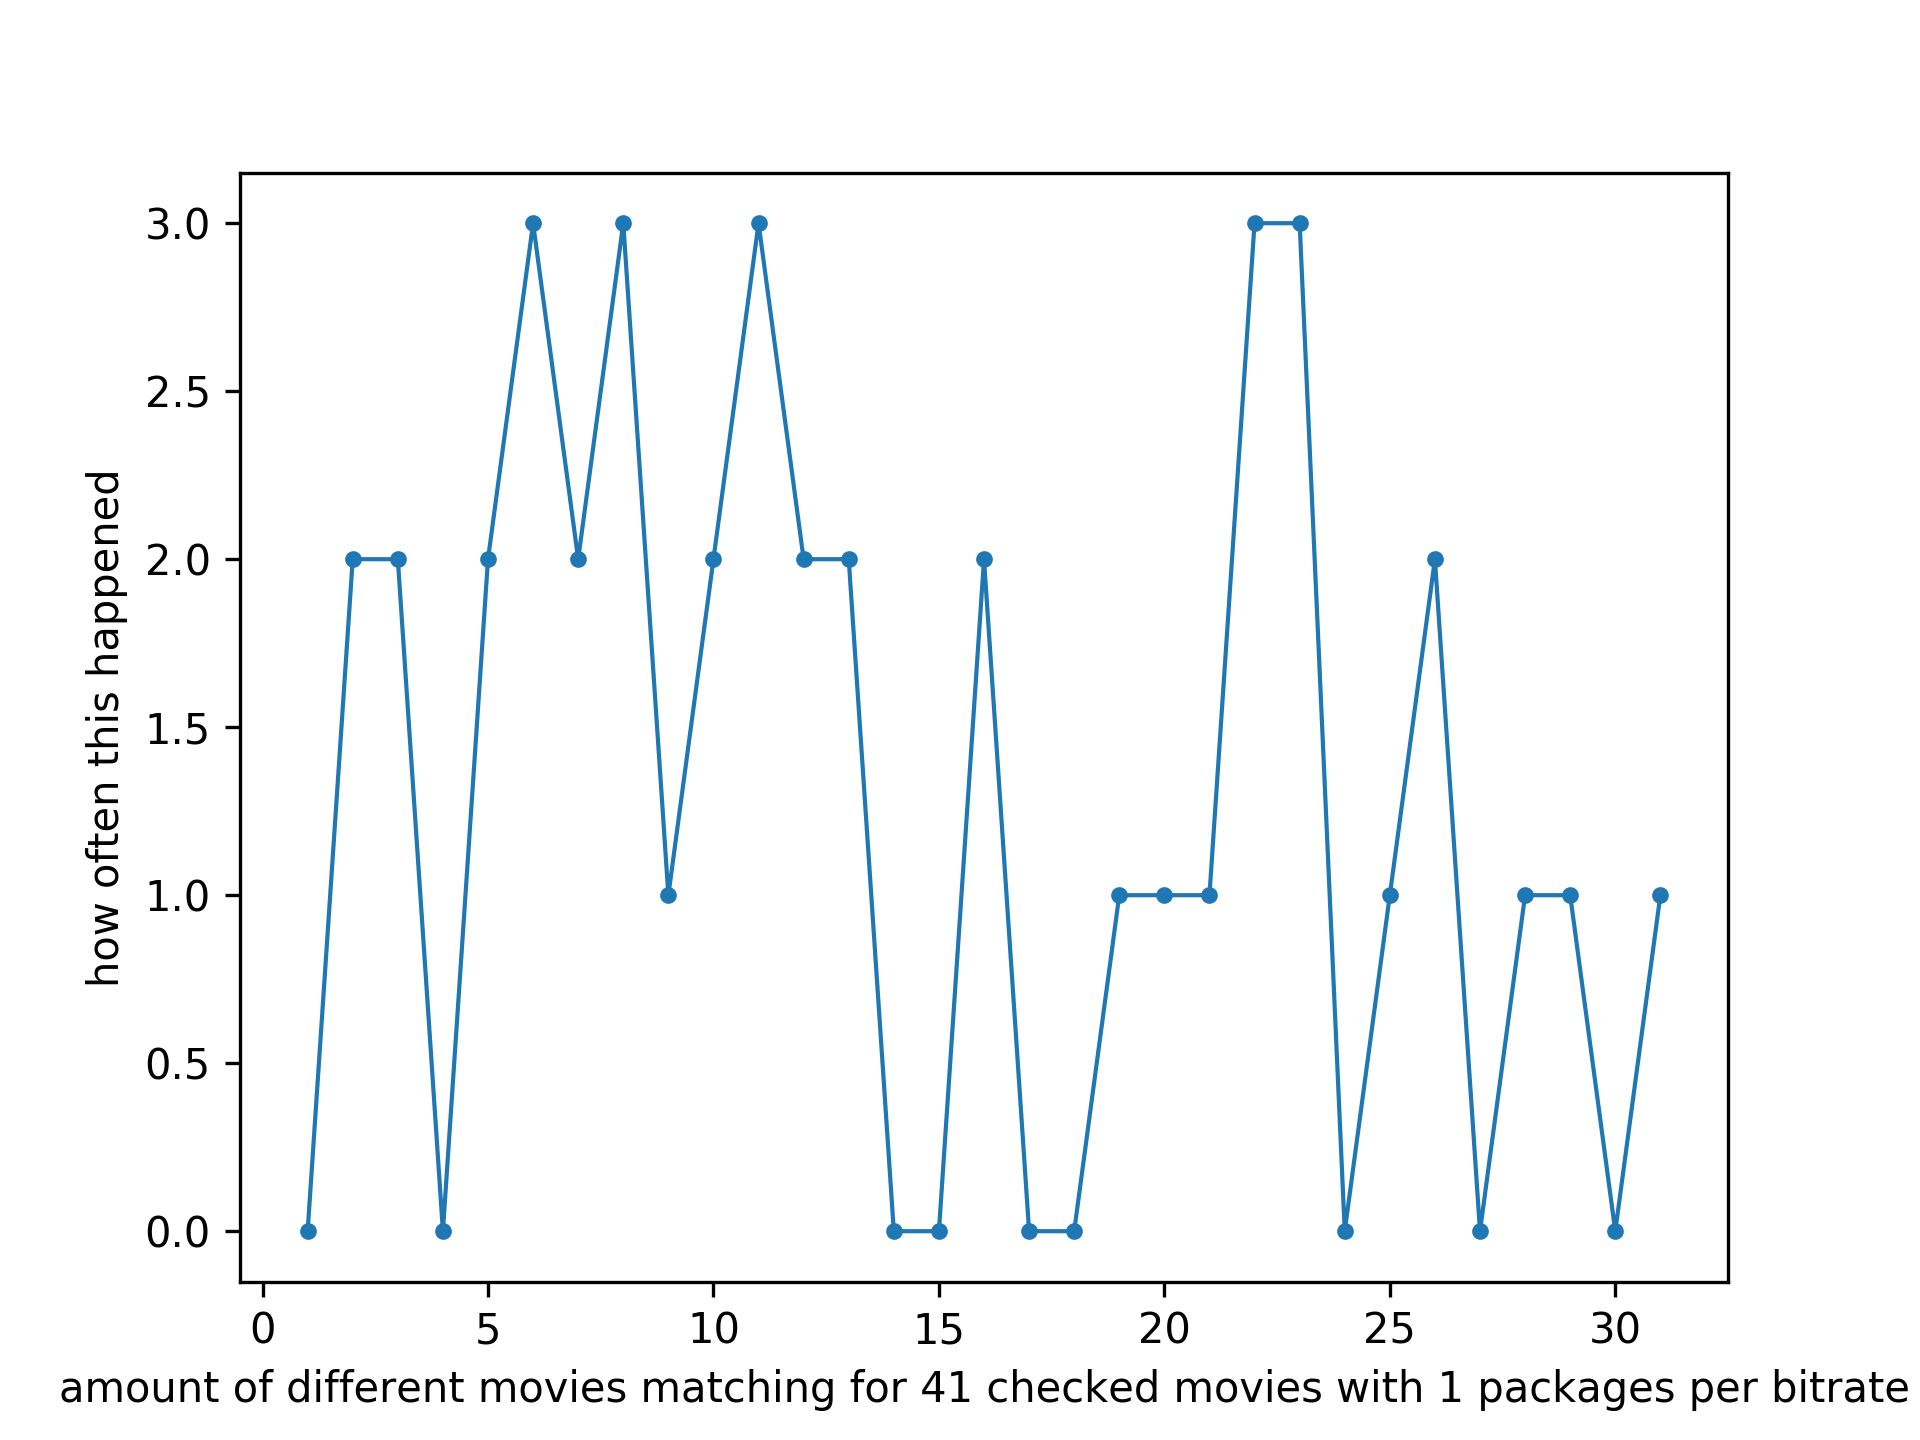 3.0
2.5
2.0
1.5
1.0
0.5
0.0
how often this happened
0 5 10 15 20 25 30
amount of different movies matching for 41 checked movies with 1 packages per bitrate